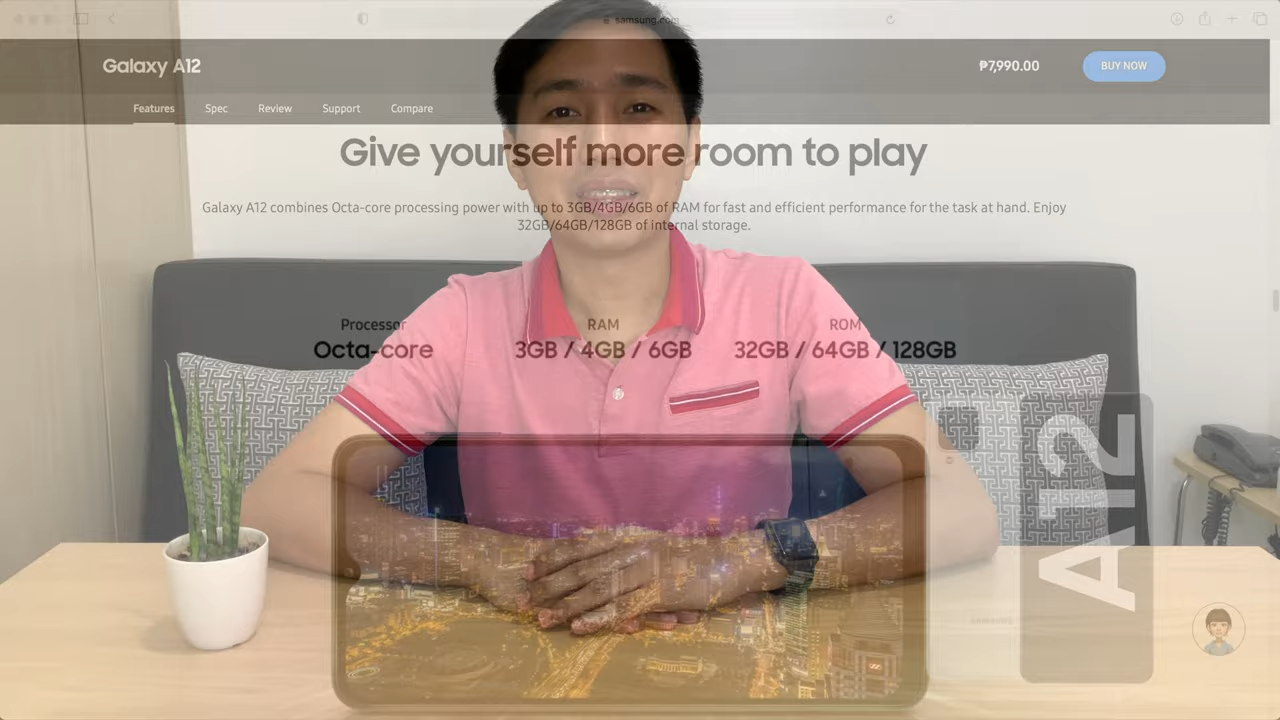 samsung.com
Galaxy A12
₱7,990.00
BUY NOW
Features
Spec
Review
Support
Compare
Give yourself more room to play
Galaxy A12 combines Octa-core processing power with up to 3GB/4GB/6GB of RAM for fast and efficient performance for the task at hand. Enjoy
32GB/64GB/128GB of internal storage.
Processor
Octa-core
RAM
3GB / 4GB / 6GB
ROM
32GB / 64GB / 128GB
A12
SAMSUNG